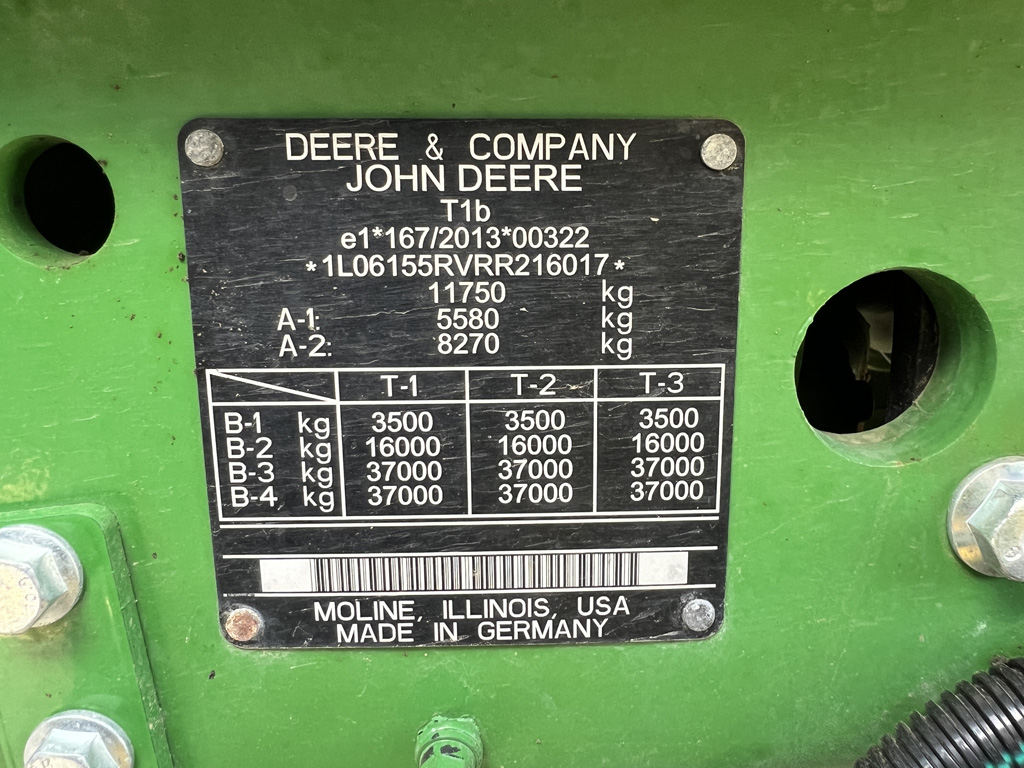 DEERE & COMPANY
JOHN DEERE
T1b
e1*167/2013*00322
*1L06155RVRR216017*
11750 kg
A-1: 5580 kg
A-2: 8270 kg
T-1 T-2 T-3
B-1 kg 3500 3500 3500
B-2 kg 16000 16000 16000
B-3 kg 37000 37000 37000
B-4 kg 37000 37000 37000
MOLINE, ILLINOIS, USA
MADE IN GERMANY